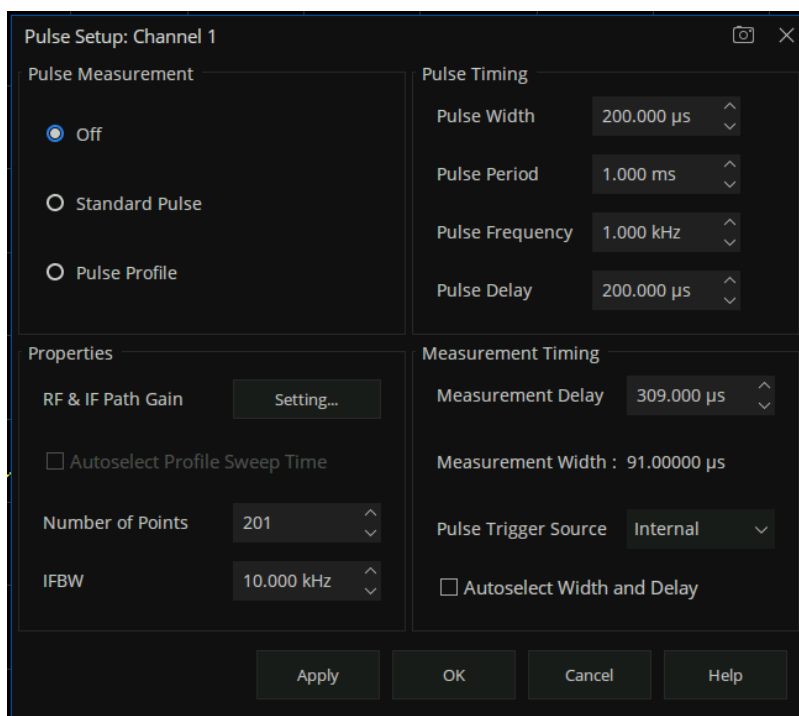 Pulse Setup: Channel 1
Pulse Measurement
Off
Standard Pulse
Pulse Profile
Pulse Timing
Pulse Width 200.000 µs
Pulse Period 1.000 ms
Pulse Frequency 1.000 kHz
Pulse Delay 200.000 µs
Properties
RF & IF Path Gain Setting...
Autoselect Profile Sweep Time
Number of Points 201
IFBW 10.000 kHz
Measurement Timing
Measurement Delay 309.000 µs
Measurement Width : 91.00000 µs
Pulse Trigger Source Internal
Autoselect Width and Delay
Apply OK Cancel Help